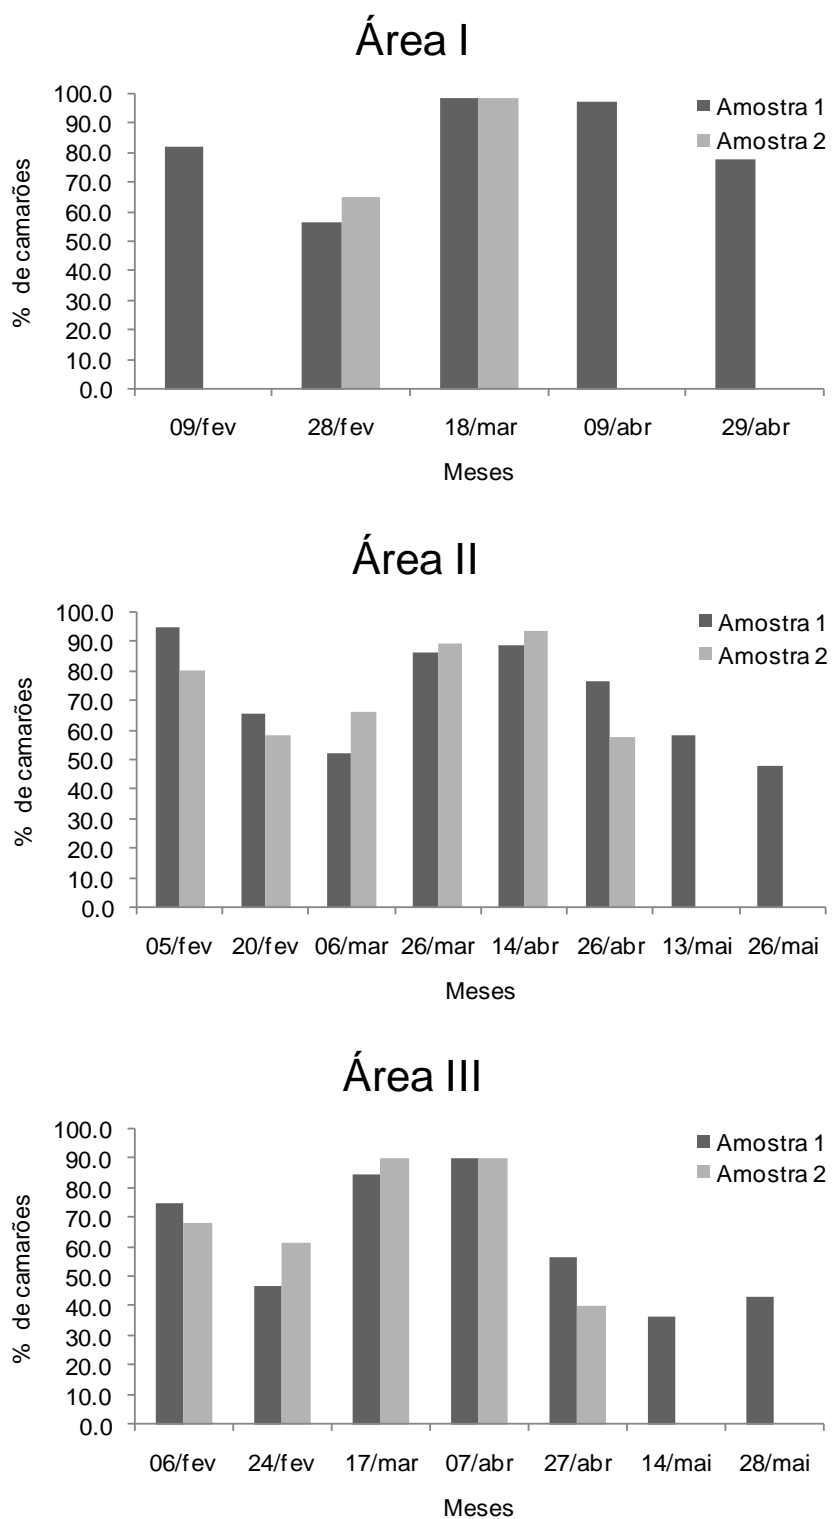 Área I
100.0
90.0
80.0
70.0
60.0
50.0
40.0
30.0
20.0
10.0
0.0
% de camarões
Amostra 1
Amostra 2
09/fev 28/fev 18/mar 09/abr 29/abr
Meses
Área II
100.0
90.0
80.0
70.0
60.0
50.0
40.0
30.0
20.0
10.0
0.0
% de camarões
Amostra 1
Amostra 2
05/fev 20/fev 06/mar 26/mar 14/abr 26/abr 13/mai 26/mai
Meses
Área III
100.0
90.0
80.0
70.0
60.0
50.0
40.0
30.0
20.0
10.0
0.0
% de camarões
Amostra 1
Amostra 2
06/fev 24/fev 17/mar 07/abr 27/abr 14/mai 28/mai
Meses